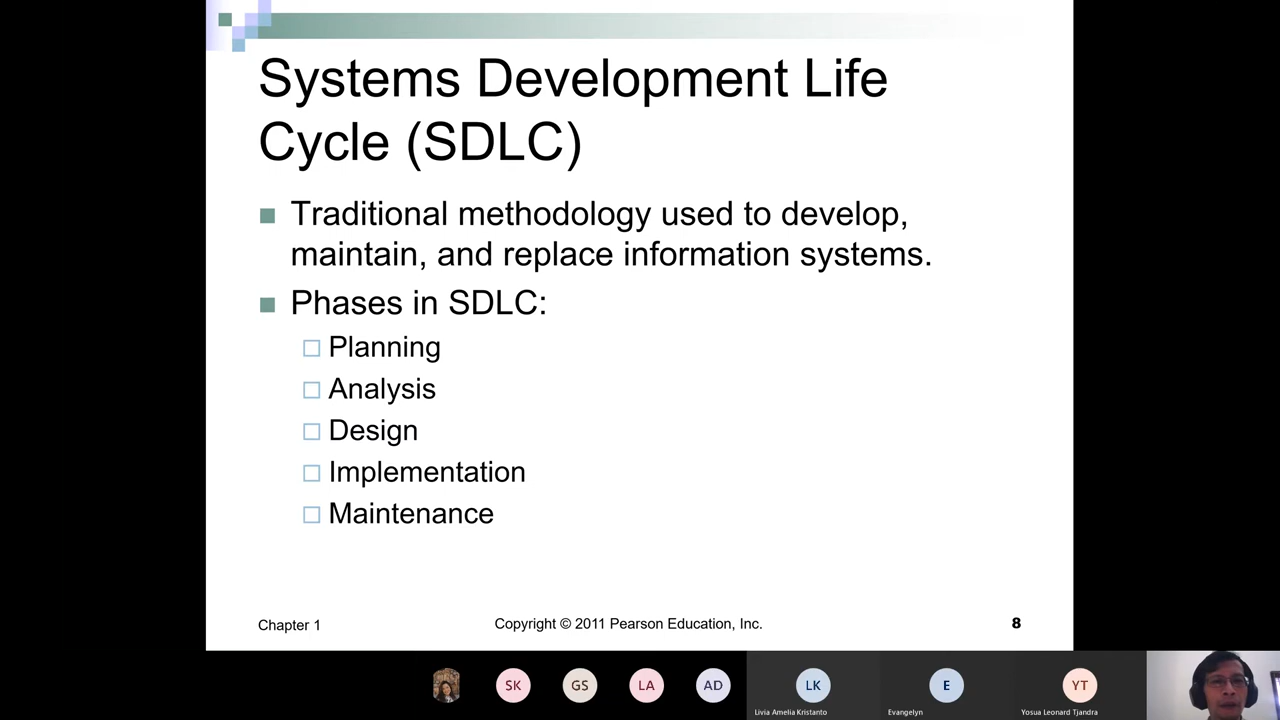 Systems Development Life
Cycle (SDLC)
Traditional methodology used to develop,
maintain, and replace information systems.
Phases in SDLC:
Planning
Analysis
Design
Implementation
Maintenance
Chapter 1
Copyright © 2011 Pearson Education, Inc.
8
SK
GS
LA
AD
LK
E
YT
Livia Amelia Kristanto
Evangelyn
Yosua Leonard Tjandra